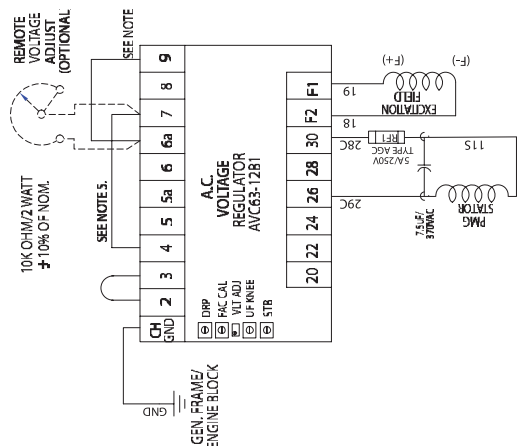 REMOTE
VOLTAGE
ADJUST
(OPTIONAL)
10K OHM/2 WATT
±10% OF NOM.
SEE NOTE
SEE NOTE 5.
9
8
7
6a
6
5a
5
4
3
2
CH
GND
A.C.
VOLTAGE
REGULATOR
AVC63-12B1
DRP
FAC CAL
VLT ADJ
UF KNEE
STB
F1
F2
30
28
26
24
22
20
19
18
28C
29C
11S
(F+)
(F-)
EXCITATION
FIELD
RF1
5A/250V
TYPE AGC
7.5UF/
370VAC
PMG
STATOR
GND
GEN. FRAME/
ENGINE BLOCK